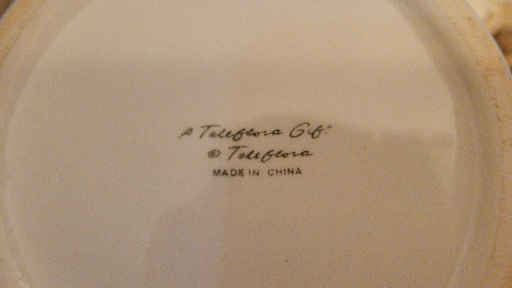 A Teleflora Gift
© Teleflora
MADE IN CHINA